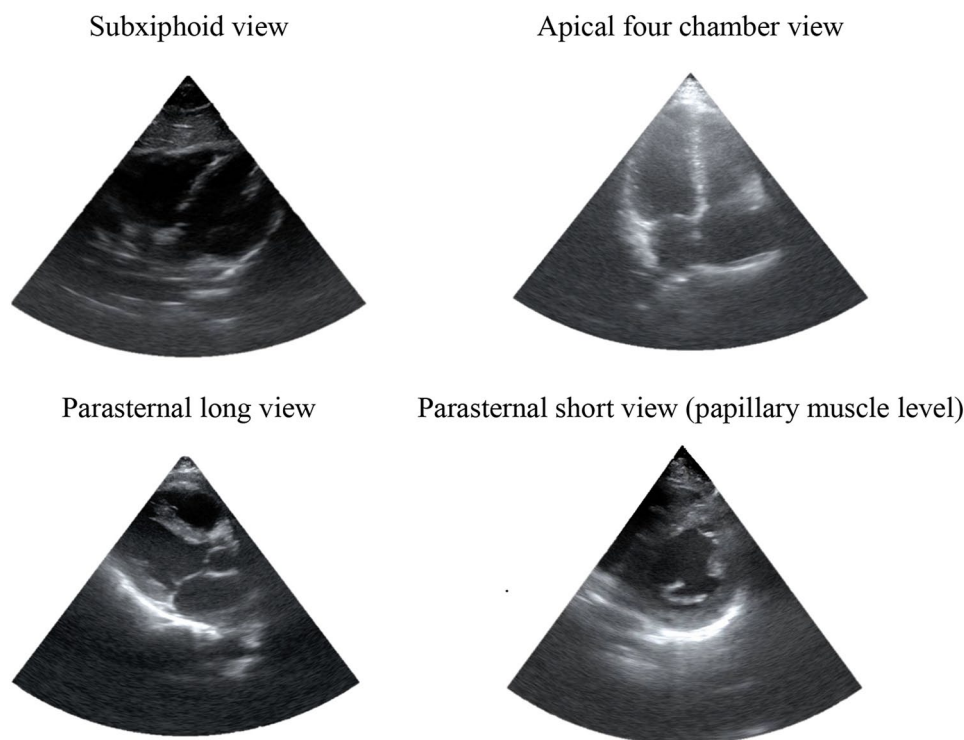 Subxiphoid view
Apical four chamber view
Parasternal long view
Parasternal short view (papillary muscle level)